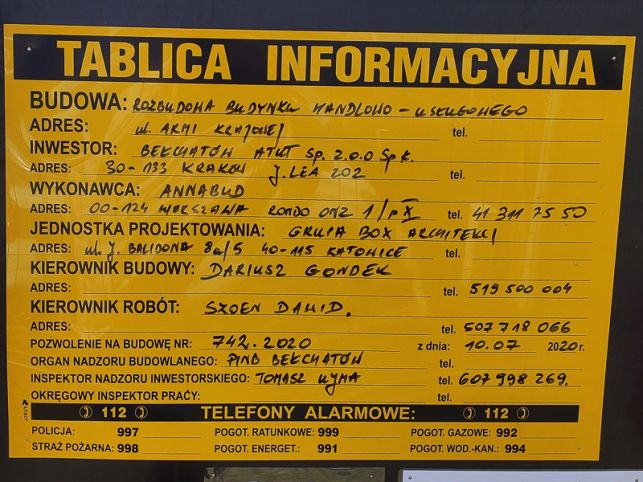 TABLICA INFORMACYJNA
BUDOWA: ROZBUDOWA BUDYNKU HANDLOWO - USŁUGOWEGO
ADRES: ul. ARMI KRAJOWEJ tel.
INWESTOR: BEŁCHATÓW ATUT Sp. z.o.o Sp k.
ADRES: 30-133 KRAKÓW J. LEA 202 tel.
WYKONAWCA: ANNABUD
ADRES: 00-124 WARSZAWA RONDO ONZ 1/p X tel. 41 311 75 50
JEDNOSTKA PROJEKTOWANIA: GRUPA BOX ARCHITEKCI
ADRES: ul. J. BALIDONA 8a/5 40-115 KATOWICE tel.
KIEROWNIK BUDOWY: DARIUSZ GONDEK
ADRES: tel. 519 500 004
KIEROWNIK ROBÓT: SZOEN DAWID.
ADRES: tel. 507 718 066
POZWOLENIE NA BUDOWĘ NR: 742.2020 z dnia: 10.07 2020r.
ORGAN NADZORU BUDOWLANEGO: PINB BEŁCHATÓW tel.
INSPEKTOR NADZORU INWESTORSKIEGO: TOMASZ tel. 607 998 269.
OKRĘGOWY INSPEKTOR PRACY: tel.
112 TELEFONY ALARMOWE: 112
POLICJA: 997 POGOT. RATUNKOWE: 999 POGOT. GAZOWE: 992
STRAŻ POŻARNA: 998 POGOT. ENERGET.: 991 POGOT. WOD.-KAN.: 994